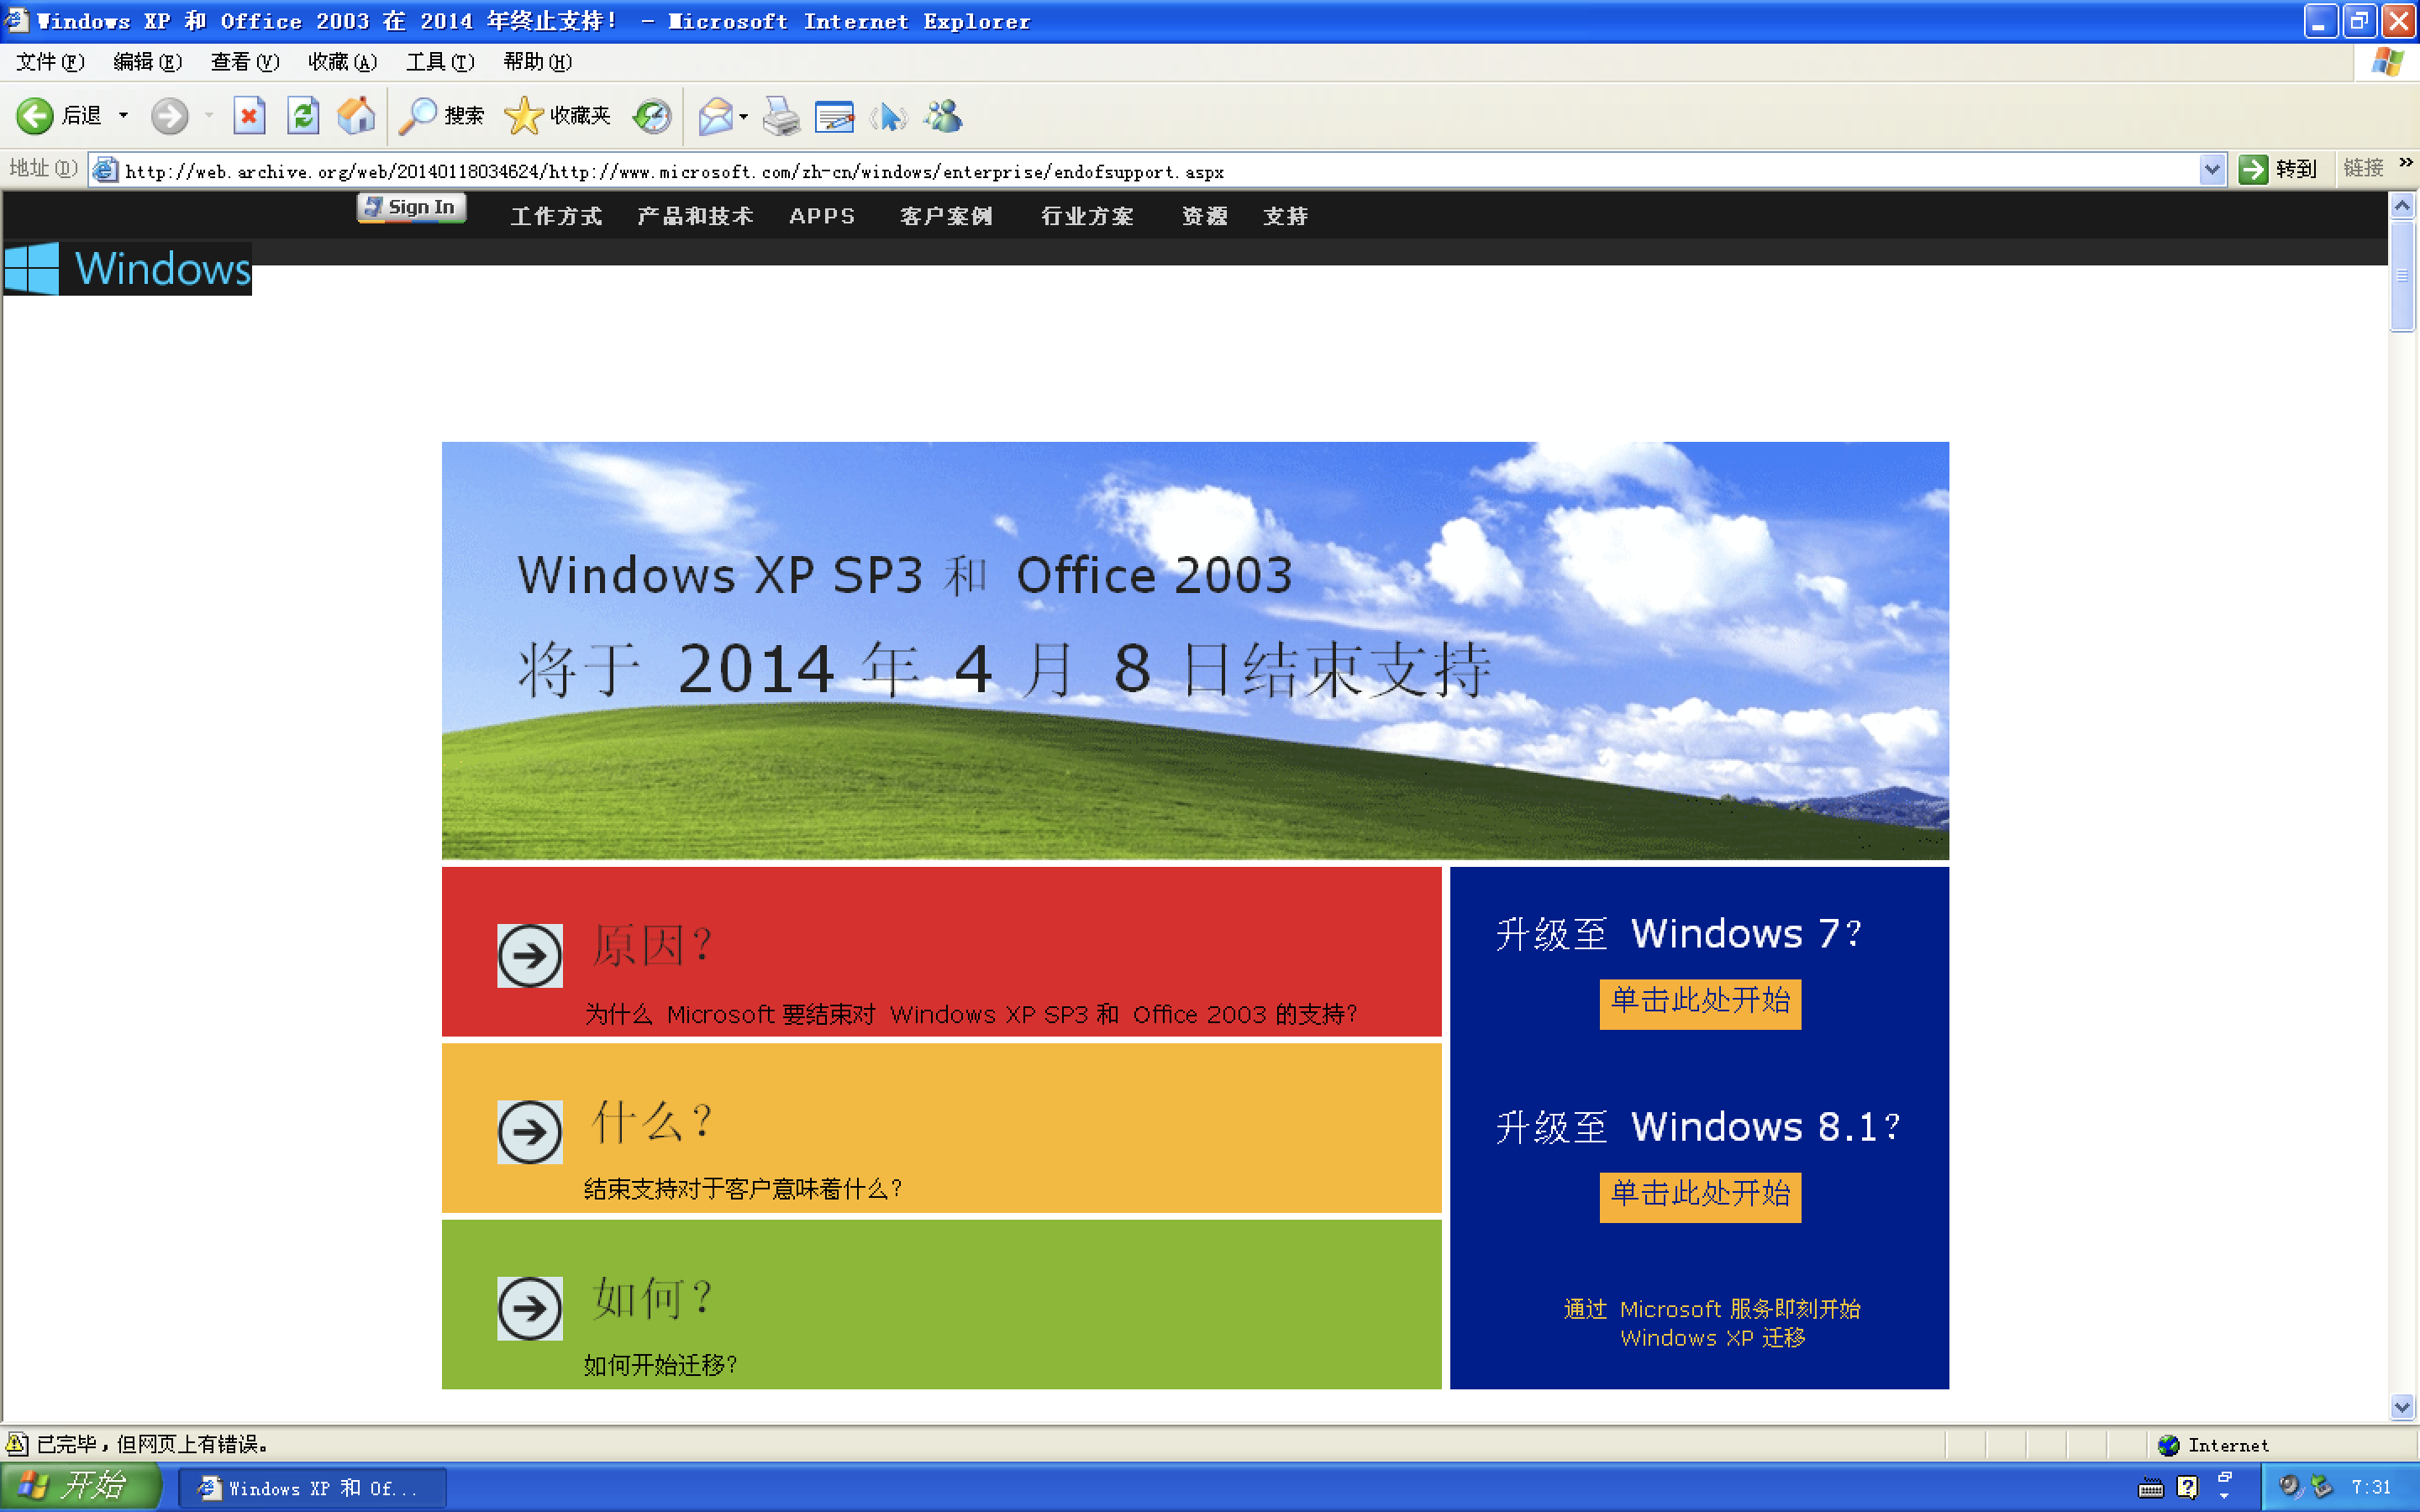 Windows XP 和 Office 2003 在 2014 年终止支持! - Microsoft Internet Explorer
文件(F) 编辑(E) 查看(V) 收藏(A) 工具(T) 帮助(H)
后退 搜索 收藏夹
地址(D) http://web.archive.org/web/20140118034624/http://www.microsoft.com/zh-cn/windows/enterprise/endofsupport.aspx 转到 链接 »
Sign In 工作方式 产品和技术 APPS 客户案例 行业方案 资源 支持
Windows
Windows XP SP3 和 Office 2003
将于 2014 年 4 月 8 日结束支持
原因?
为什么 Microsoft 要结束对 Windows XP SP3 和 Office 2003 的支持?
什么?
结束支持对于客户意味着什么?
如何?
如何开始迁移?
升级至 Windows 7?
单击此处开始
升级至 Windows 8.1?
单击此处开始
通过 Microsoft 服务即刻开始
Windows XP 迁移
已完毕,但网页上有错误。 Internet
开始 Windows XP 和 Of... 7:31